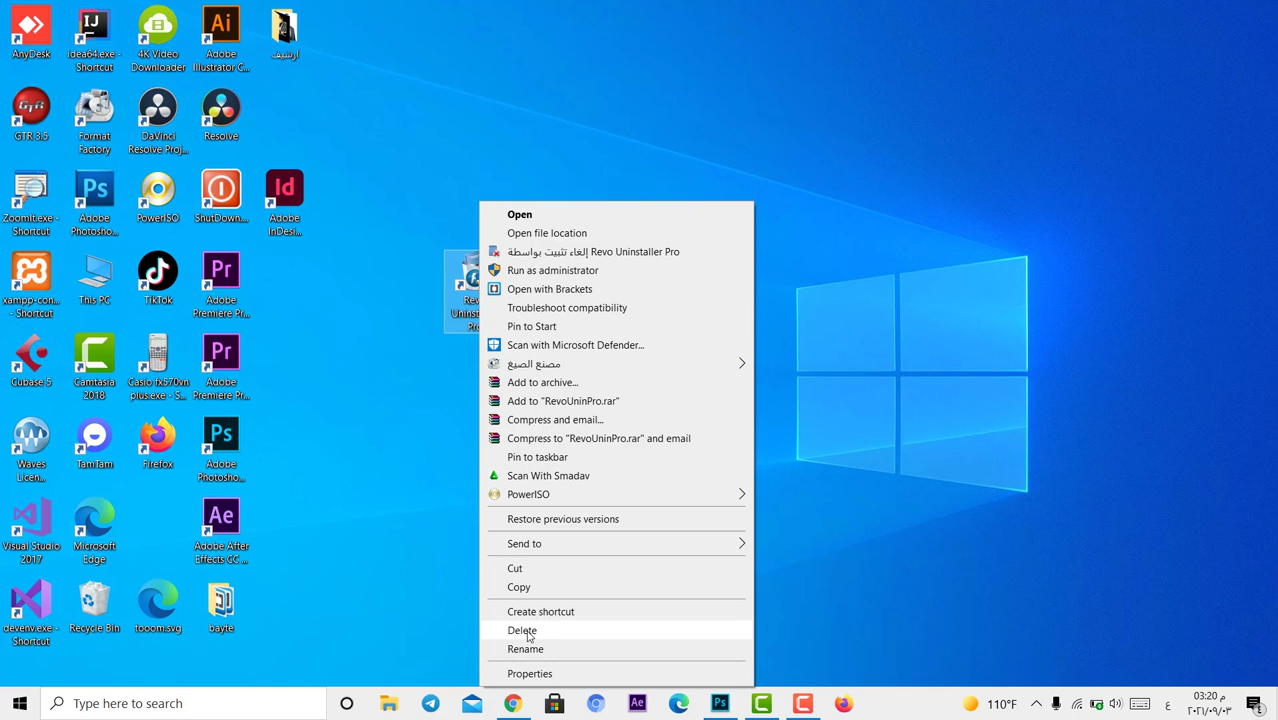 AnyDesk
idea64.exe -
Shortcut
4K Video
Downloader
Adobe
Illustrator C...
ارشيف
GTR 3.5
Format
Factory
DaVinci
Resolve Proj...
Resolve
ZoomIt.exe -
Shortcut
Adobe
Photosho...
PowerISO
ShutDown....
Adobe
InDesi...
xampp-con...
- Shortcut
This PC
TikTok
Adobe
Premiere Pr...
Cubase 5
Camtasia
2018
Casio fx570vn
plus.exe - S...
Adobe
Premiere Pr...
Waves
Licen...
TamTam
Firefox
Adobe
Photosho...
Visual Studio
2017
Microsoft
Edge
Adobe After
Effects CC ...
devenv.exe -
Shortcut
Recycle Bin
tooom.svg
bayte
Open
Open file location
إلغاء تثبيت بواسطة Revo Uninstaller Pro
Run as administrator
Open with Brackets
Troubleshoot compatibility
Pin to Start
Scan with Microsoft Defender...
مصنع الصيغ
Add to archive...
Add to "RevoUninPro.rar"
Compress and email...
Compress to "RevoUninPro.rar" and email
Pin to taskbar
Scan With Smadav
PowerISO
Restore previous versions
Send to
Cut
Copy
Create shortcut
Delete
Rename
Properties
Type here to search
110°F
ع
03:20 م
٢٠٢١/٠٩/٠٣